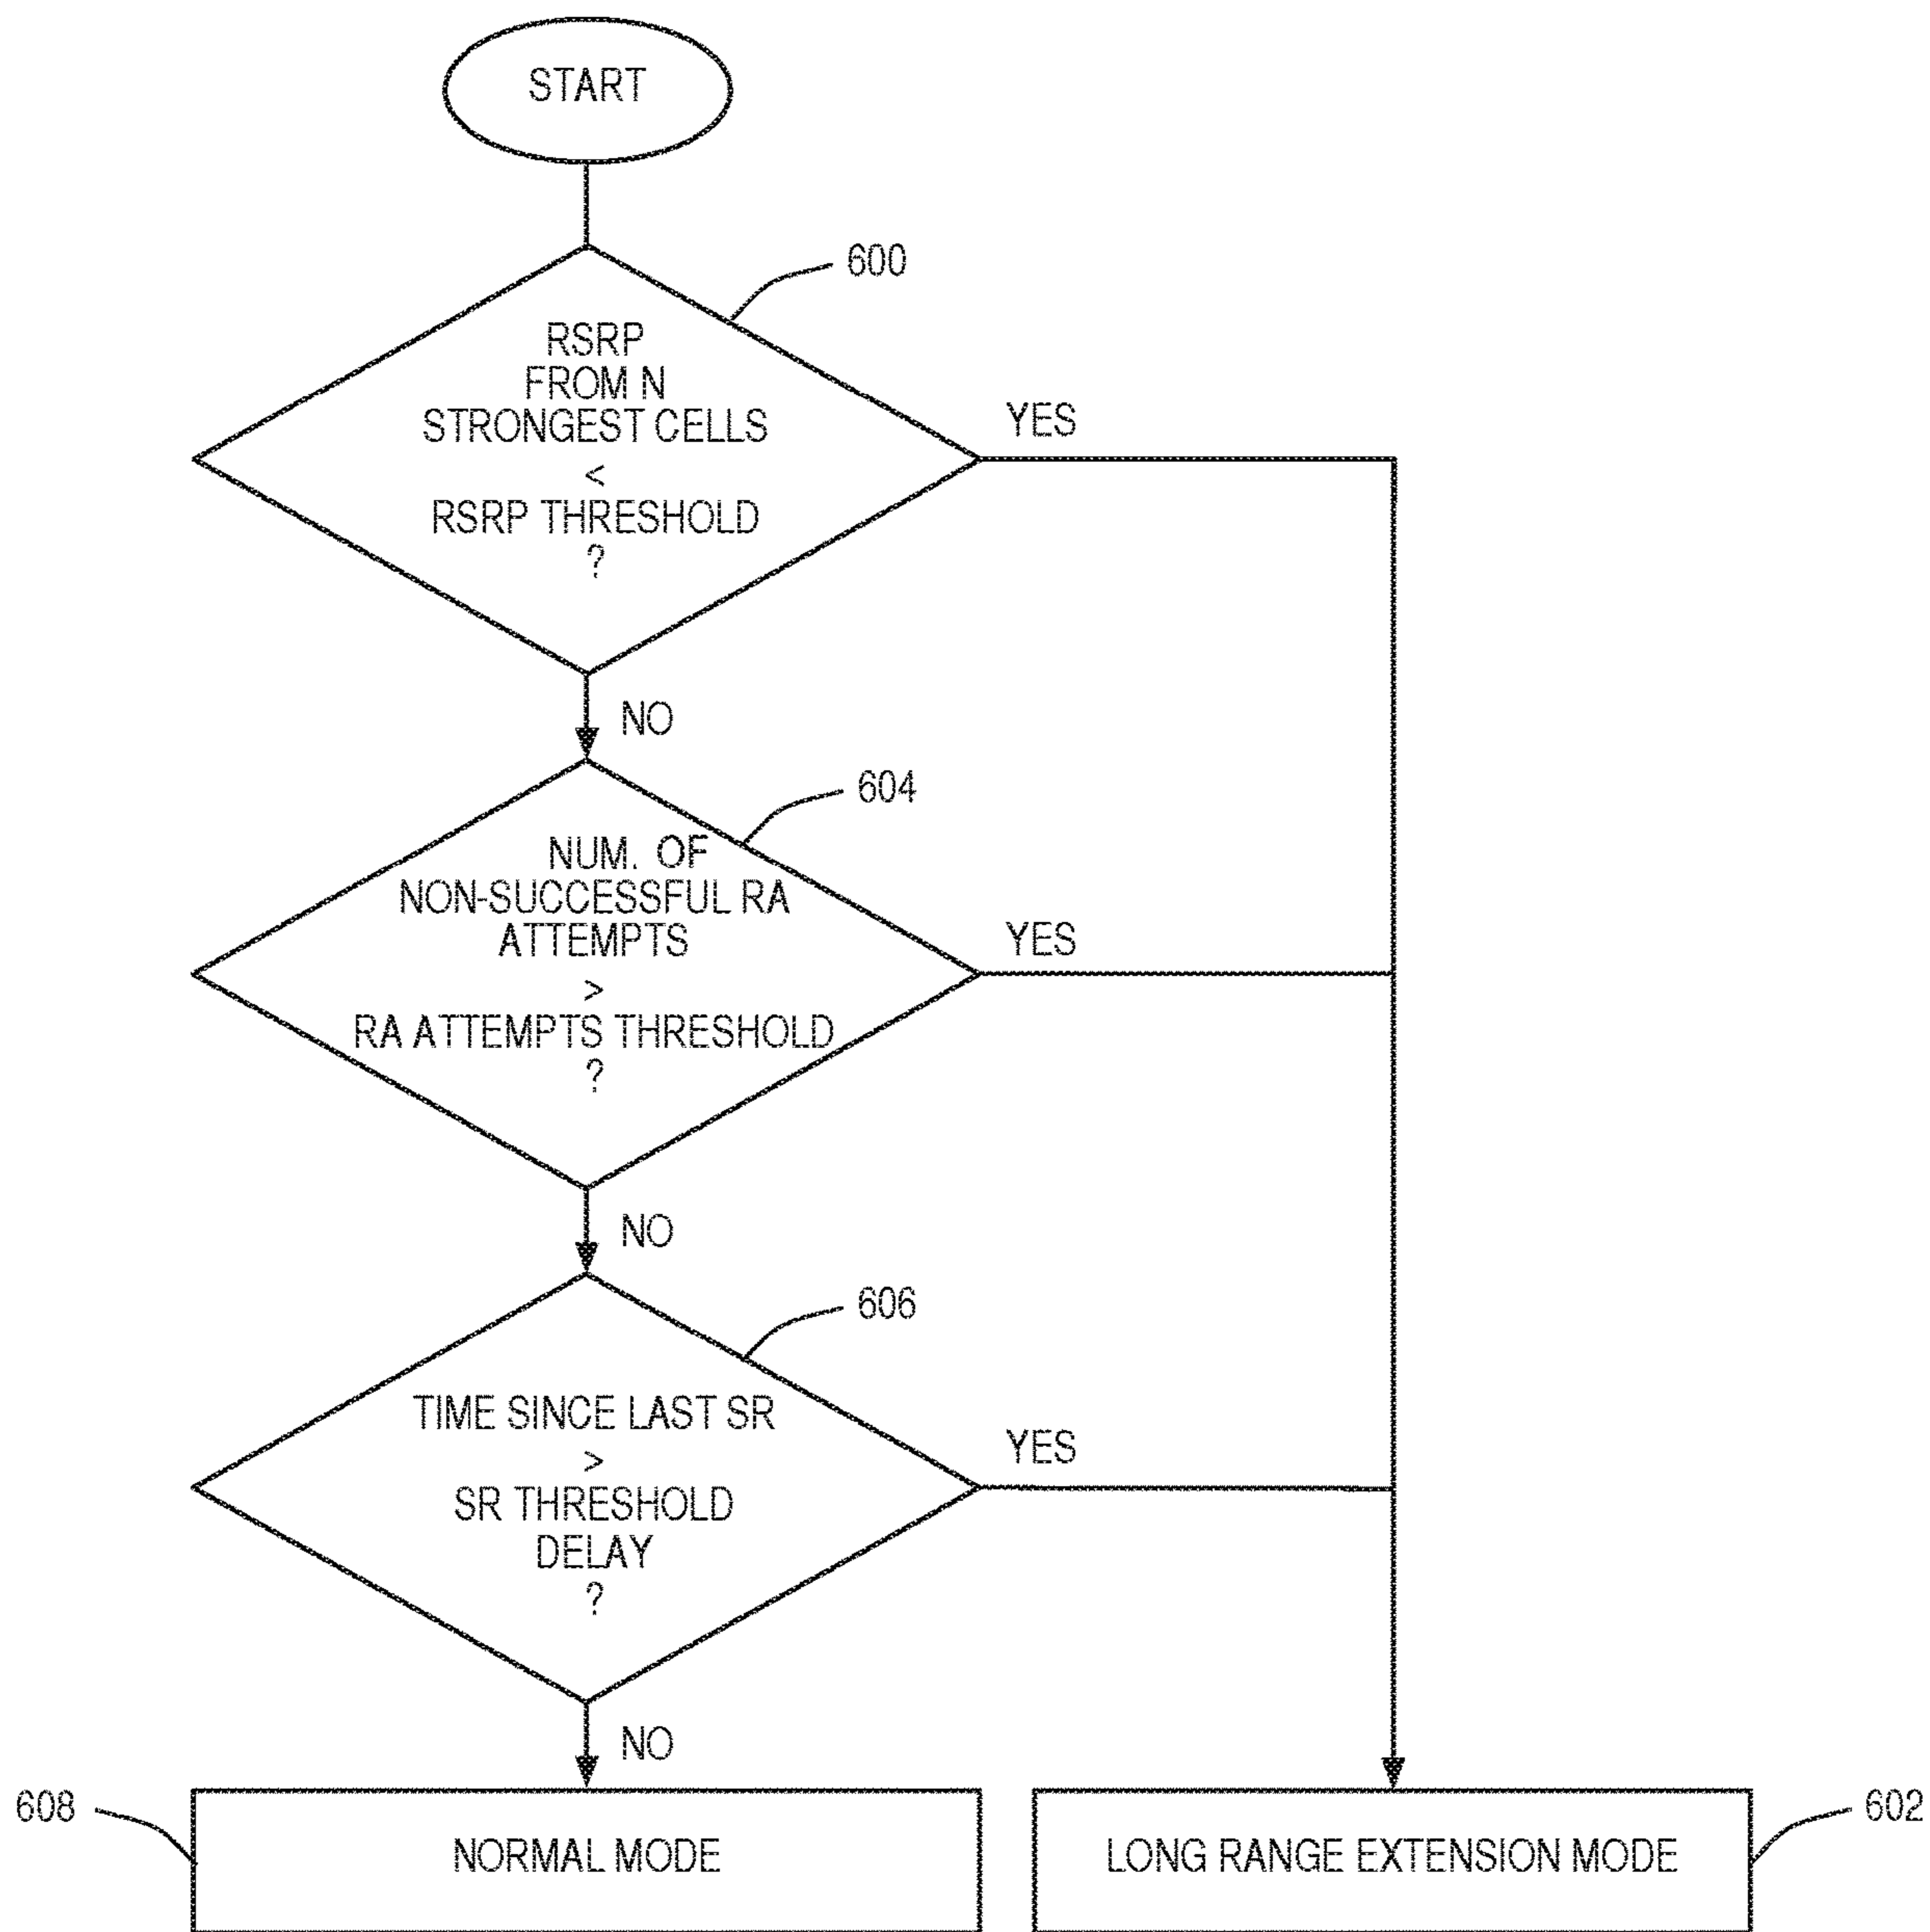 START
600
RSRP
FROM N
STRONGEST CELLS
<
RSRP THRESHOLD
?
YES
NO
604
NUM. OF
NON-SUCCESSFUL RA
ATTEMPTS
>
RA ATTEMPTS THRESHOLD
?
YES
NO
606
TIME SINCE LAST SR
>
SR THRESHOLD
DELAY
?
YES
NO
608
NORMAL MODE
LONG RANGE EXTENSION MODE
602